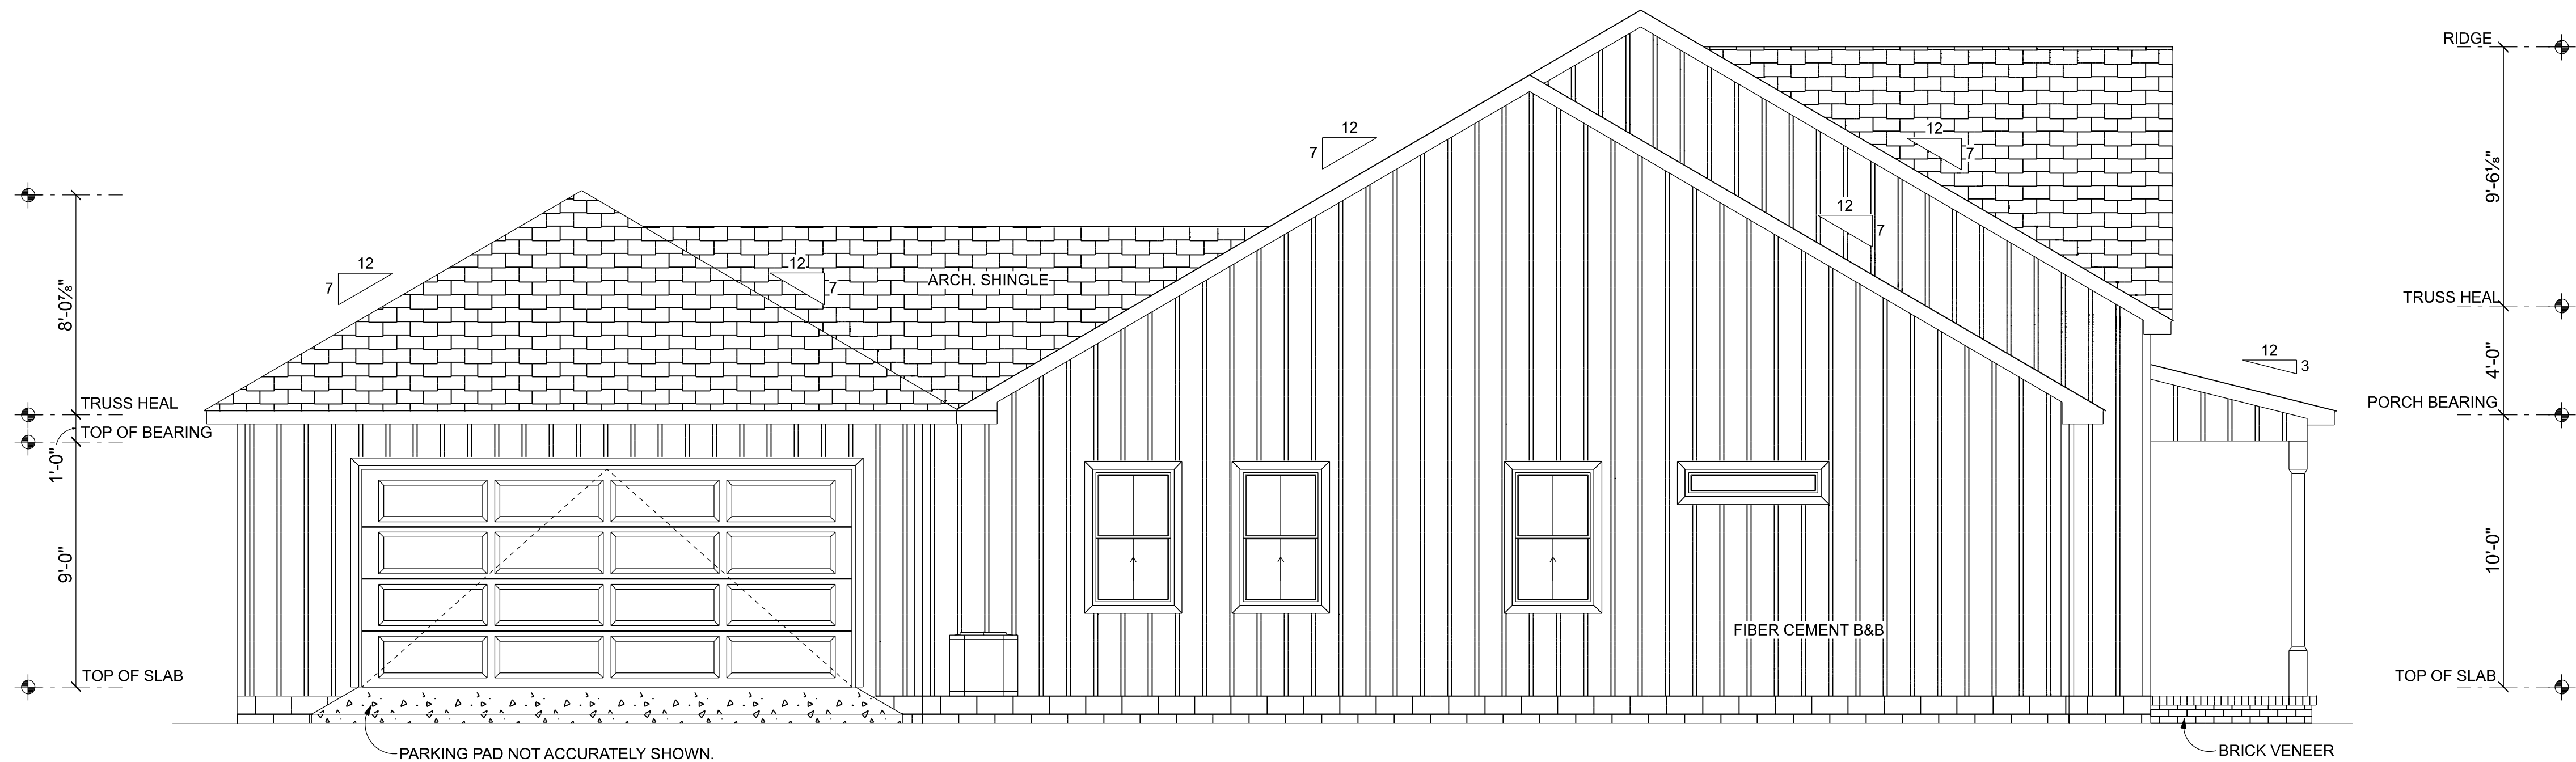 RIDGE
12
7
12
7
12
7
9'-6⅛"
12
7
12
7
ARCH. SHINGLE
8'-0⅞"
TRUSS HEAL
12
3
4'-0"
TRUSS HEAL
PORCH BEARING
TOP OF BEARING
1'-0"
9'-0"
10'-0"
FIBER CEMENT B&B
TOP OF SLAB
TOP OF SLAB
PARKING PAD NOT ACCURATELY SHOWN.
BRICK VENEER